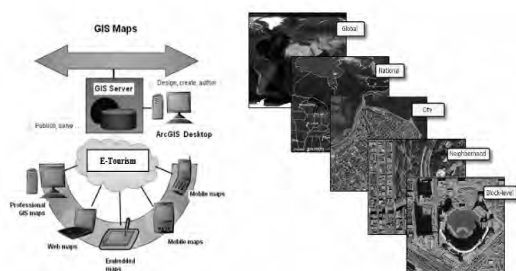 GIS Maps
GIS Server
Design, create, author
Publish, serve ...
ArcGIS Desktop
E-Tourism
Professional
GIS maps
Web maps
Embedded
maps
Mobile maps
Mobile maps
Global
National
City
Neighborhood
Block-level